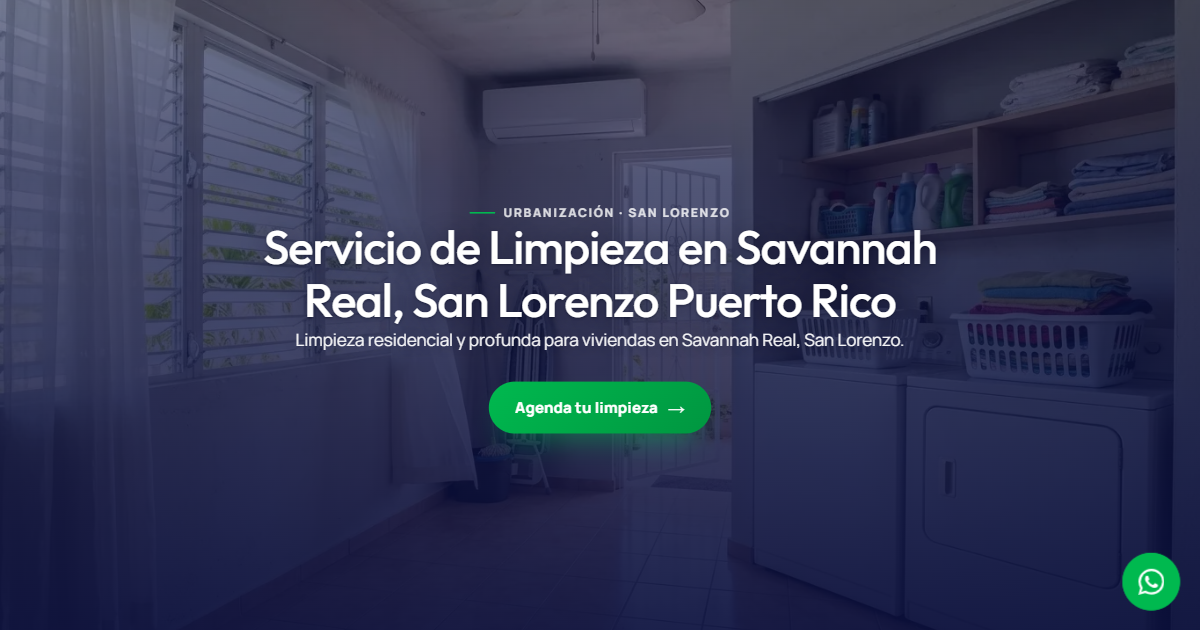 URBANIZACIÓN · SAN LORENZO
Servicio de Limpieza en Savannah
Real, San Lorenzo Puerto Rico
Limpieza residencial y profunda para viviendas en Savannah Real, San Lorenzo.
Agenda tu limpieza →